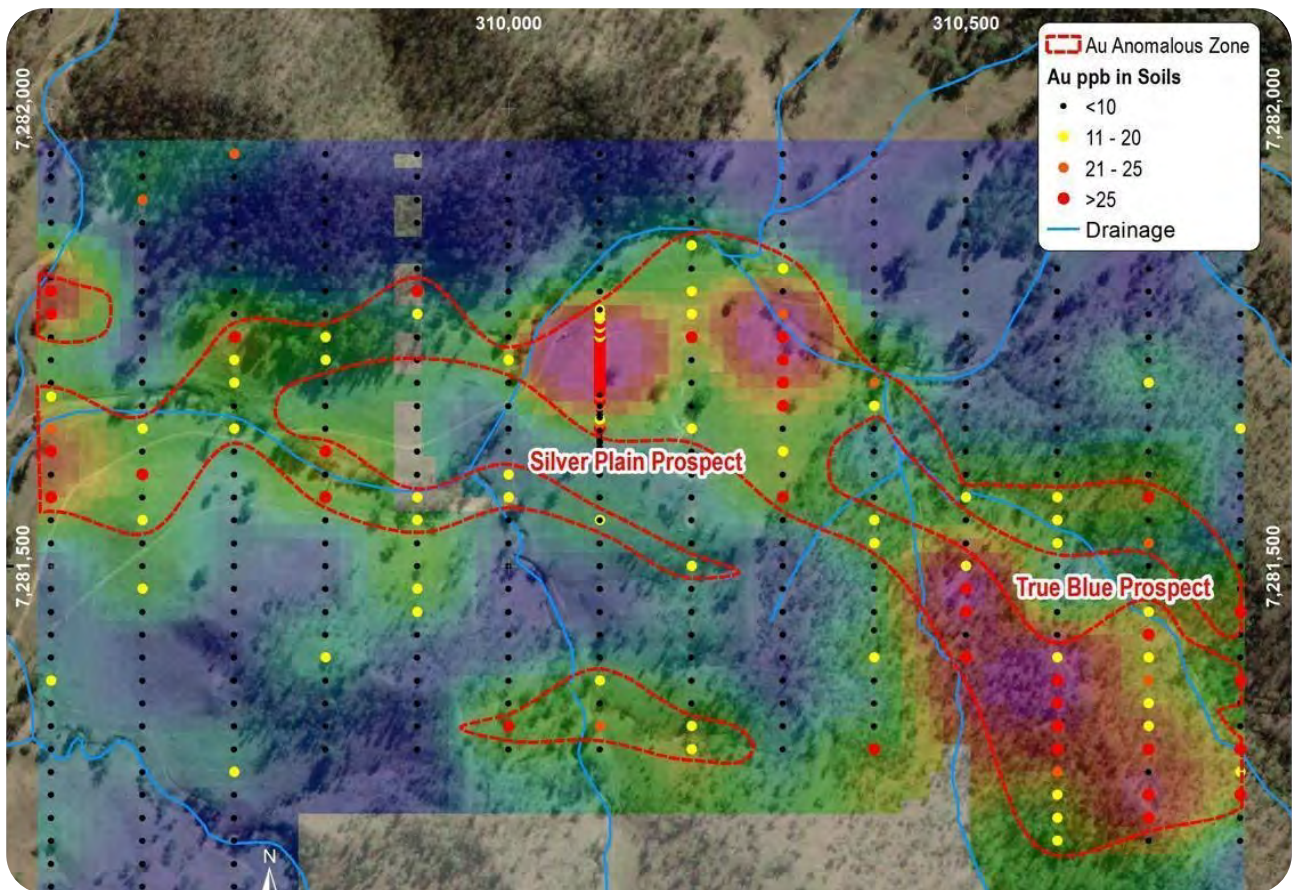 310,000
310,500
7,282,000
7,282,000
Au Anomalous Zone
Au ppb in Soils
<10
11 - 20
21 - 25
>25
Drainage
Silver Plain Prospect
True Blue Prospect
7,281,500
7,281,500
N